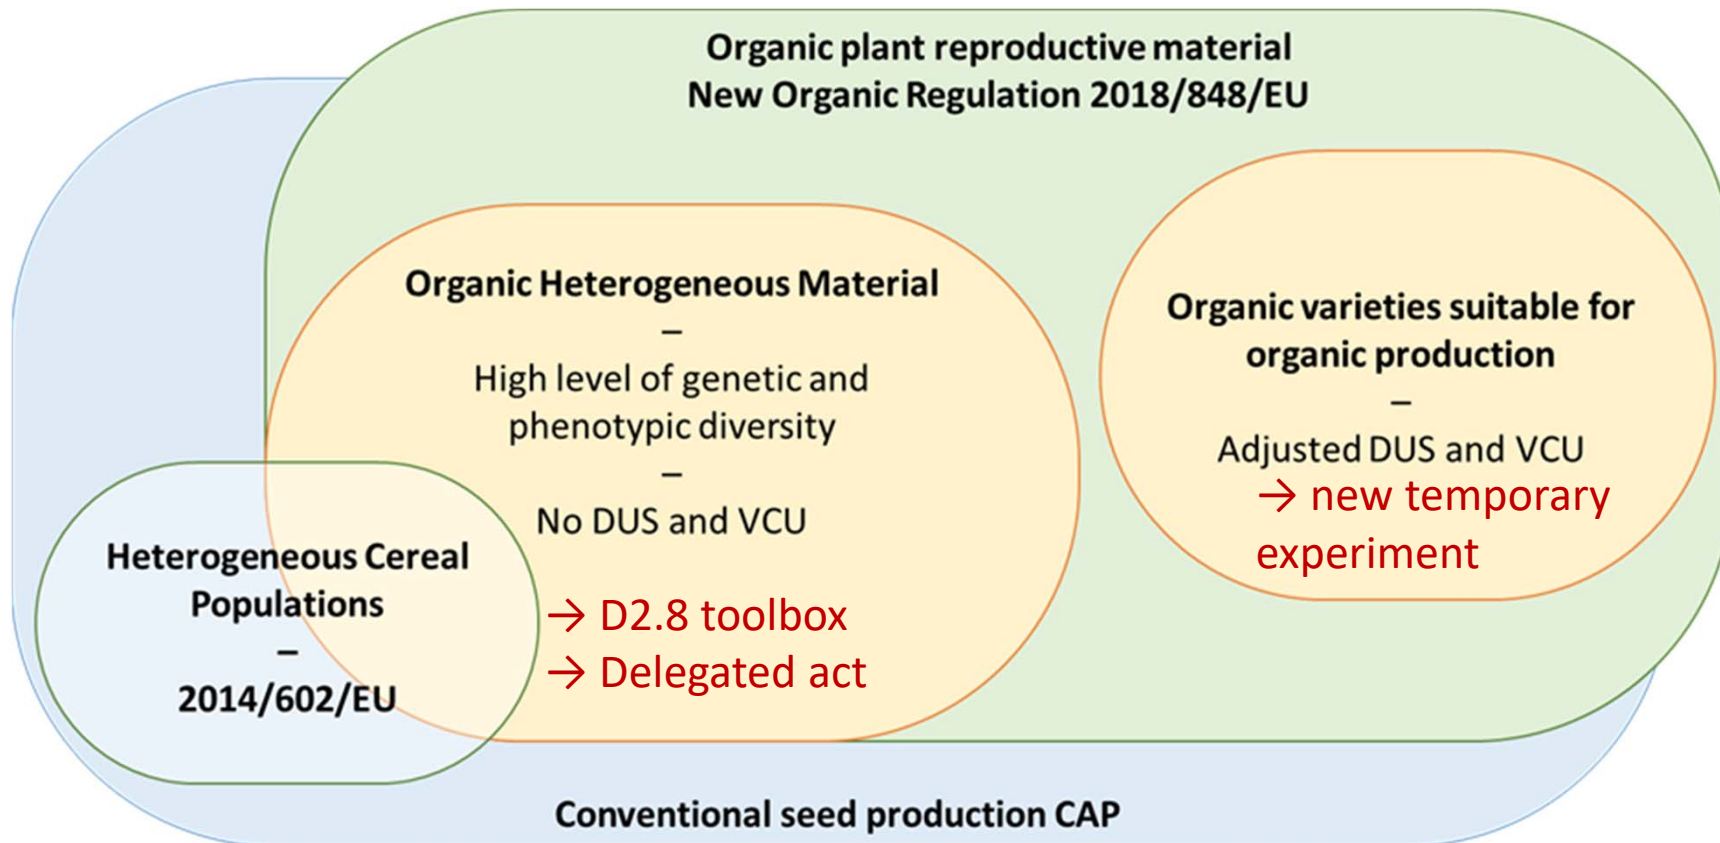 Organic plant reproductive material
New Organic Regulation 2018/848/EU
Organic Heterogeneous Material
–
High level of genetic and
phenotypic diversity
–
No DUS and VCU
→ D2.8 toolbox
→ Delegated act
Organic varieties suitable for
organic production
–
Adjusted DUS and VCU
→ new temporary
experiment
Heterogeneous Cereal
Populations
–
2014/602/EU
Conventional seed production CAP